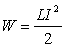 W = LI²/2